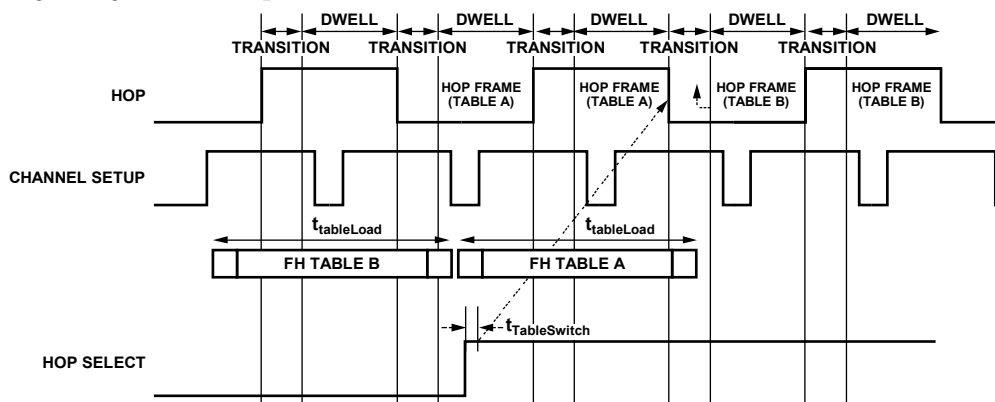 DWELL DWELL DWELL DWELL DWELL
TRANSITION TRANSITION TRANSITION TRANSITION TRANSITION
HOP
HOP FRAME
(TABLE A)
HOP FRAME
(TABLE A)
HOP FRAME
(TABLE B)
HOP FRAME
(TABLE B)
CHANNEL SETUP
ttableLoad ttableLoad
FH TABLE B FH TABLE A
tTableSwitch
HOP SELECT